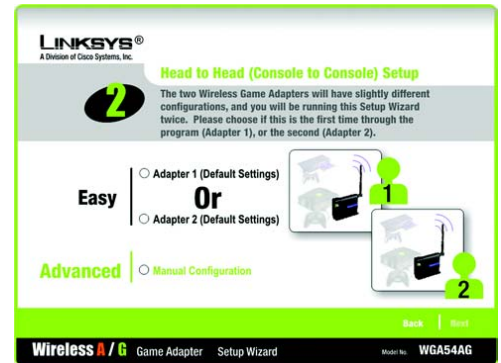 LINKSYS®
A Division of Cisco Systems, Inc.
2
Head to Head (Console to Console) Setup
The two Wireless Game Adapters will have slightly different
configurations, and you will be running this Setup Wizard
twice. Please choose if this is the first time through the
program (Adapter 1), or the second (Adapter 2).
Easy
Adapter 1 (Default Settings)
Or
Adapter 2 (Default Settings)
1
2
Advanced
Manual Configuration
Back
Next
Wireless A / G Game Adapter Setup Wizard
Model No. WGA54AG